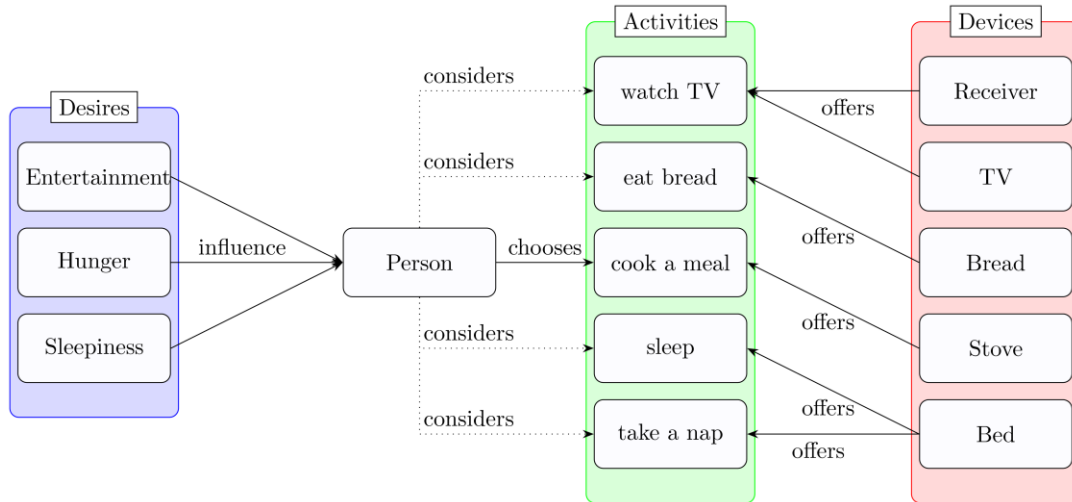 Desires
Entertainment
Hunger
Sleepiness
influence
Person
considers
considers
chooses
considers
considers
Activities
watch TV
eat bread
cook a meal
sleep
take a nap
offers
offers
offers
offers
offers
Devices
Receiver
TV
Bread
Stove
Bed